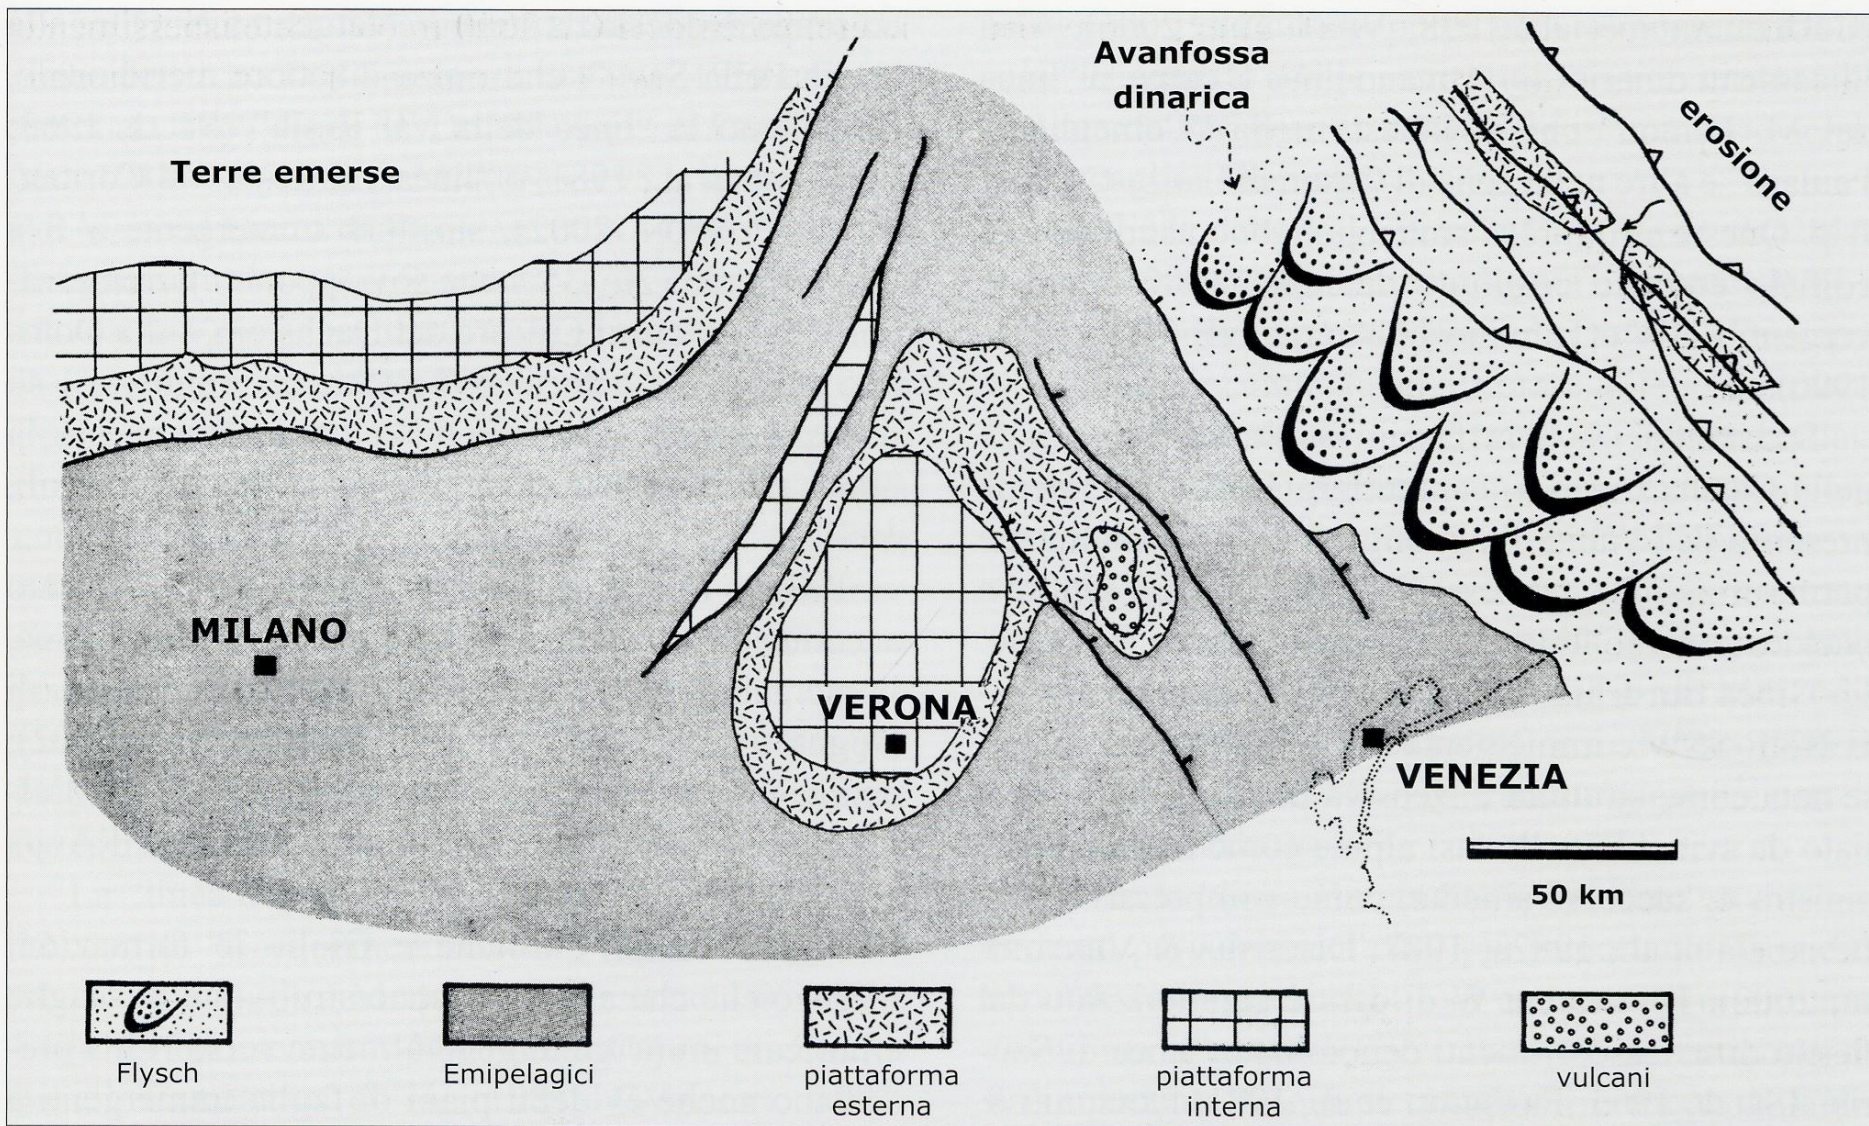 Avanfossa
dinarica
erosione
Terre emerse
MILANO
VERONA
VENEZIA
50 km
Flysch
Emipelagici
piattaforma
esterna
piattaforma
interna
vulcani